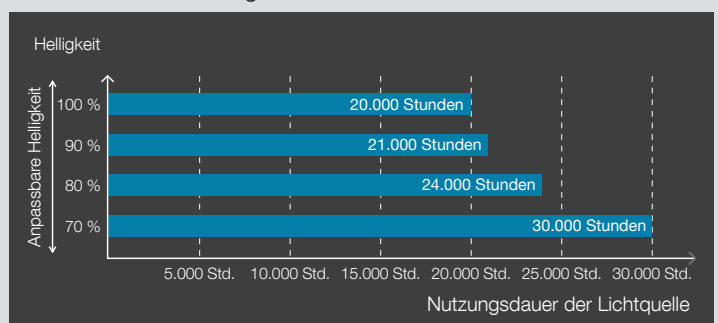 Helligkeit
Anpassbare Helligkeit
100 % 20.000 Stunden
90 % 21.000 Stunden
80 % 24.000 Stunden
70 % 30.000 Stunden
5.000 Std. 10.000 Std. 15.000 Std. 20.000 Std. 25.000 Std. 30.000 Std.
Nutzungsdauer der Lichtquelle